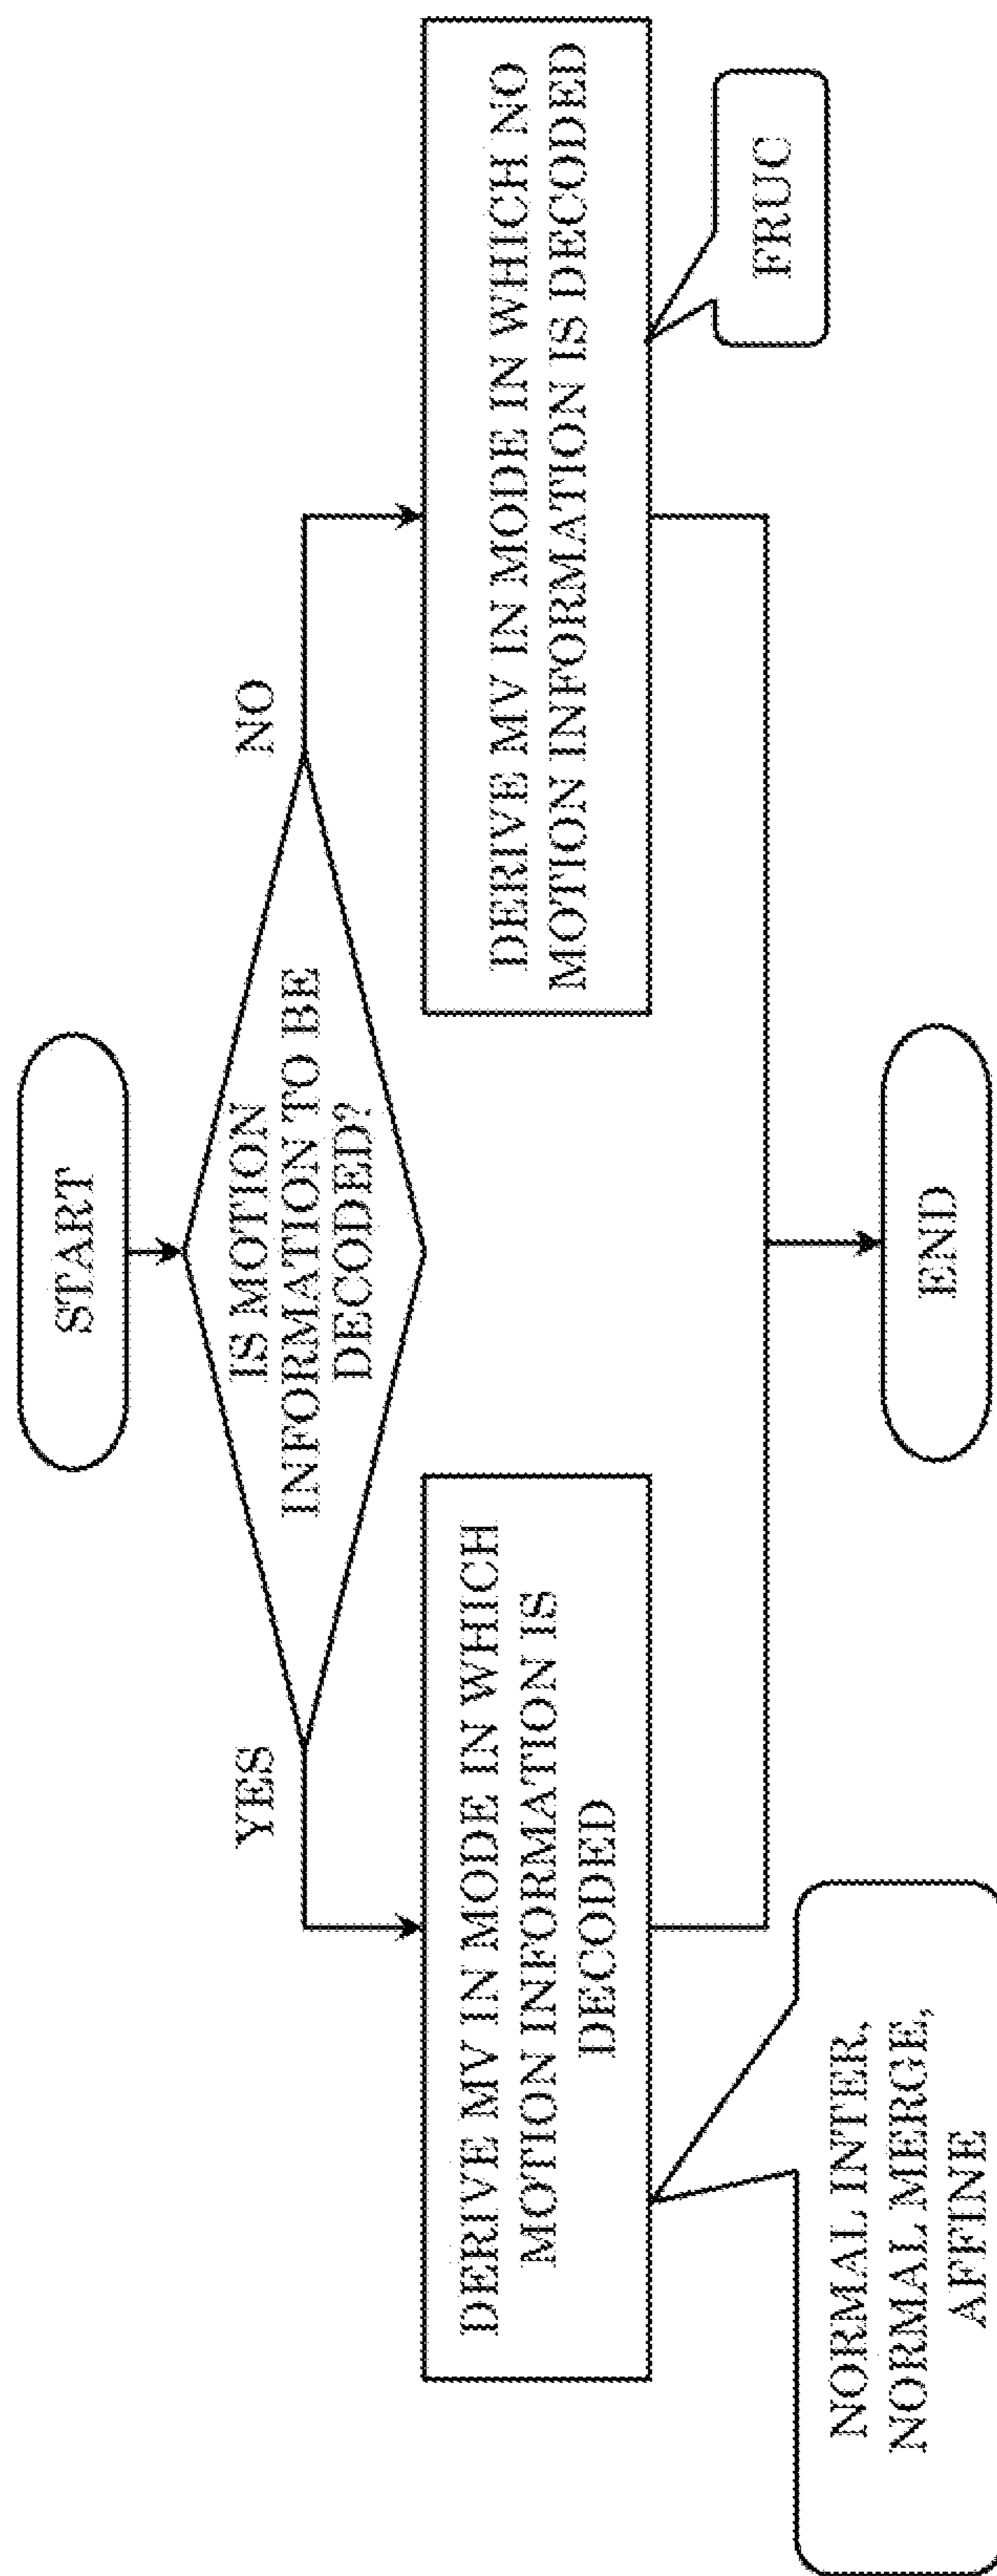 START
IS MOTION
INFORMATION TO BE
DECODED?
YES
NO
DERIVE MV IN MODE IN WHICH
MOTION INFORMATION IS
DECODED
DERIVE MV IN MODE IN WHICH NO
MOTION INFORMATION IS DECODED
NORMAL INTER,
NORMAL MERGE,
AFFINE
FRUC
END